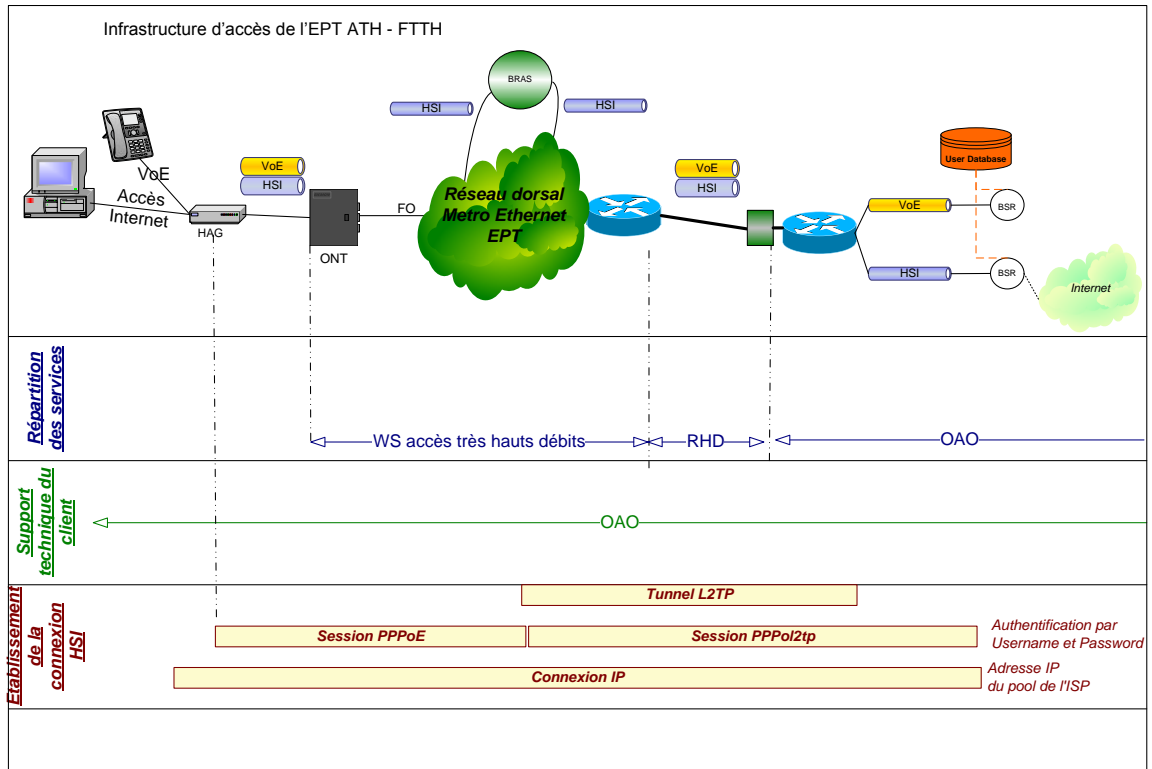 Infrastructure d'accès de l'EPT ATH - FTTH
BRAS
HSI
HSI
VoE
Accès
Internet
HAG
VoE
HSI
ONT
FO
Réseau dorsal
Metro Ethernet
EPT
VoE
HSI
User Database
VoE
BSR
HSI
BSR
Internet
Répartition
des services
WS accès très hauts débits
RHD
OAO
Support
technique du
client
OAO
Etablissement
de la
connexion
HSI
Tunnel L2TP
Session PPPoE
Session PPPol2tp
Authentification par
Username et Password
Connexion IP
Adresse IP
du pool de l'ISP